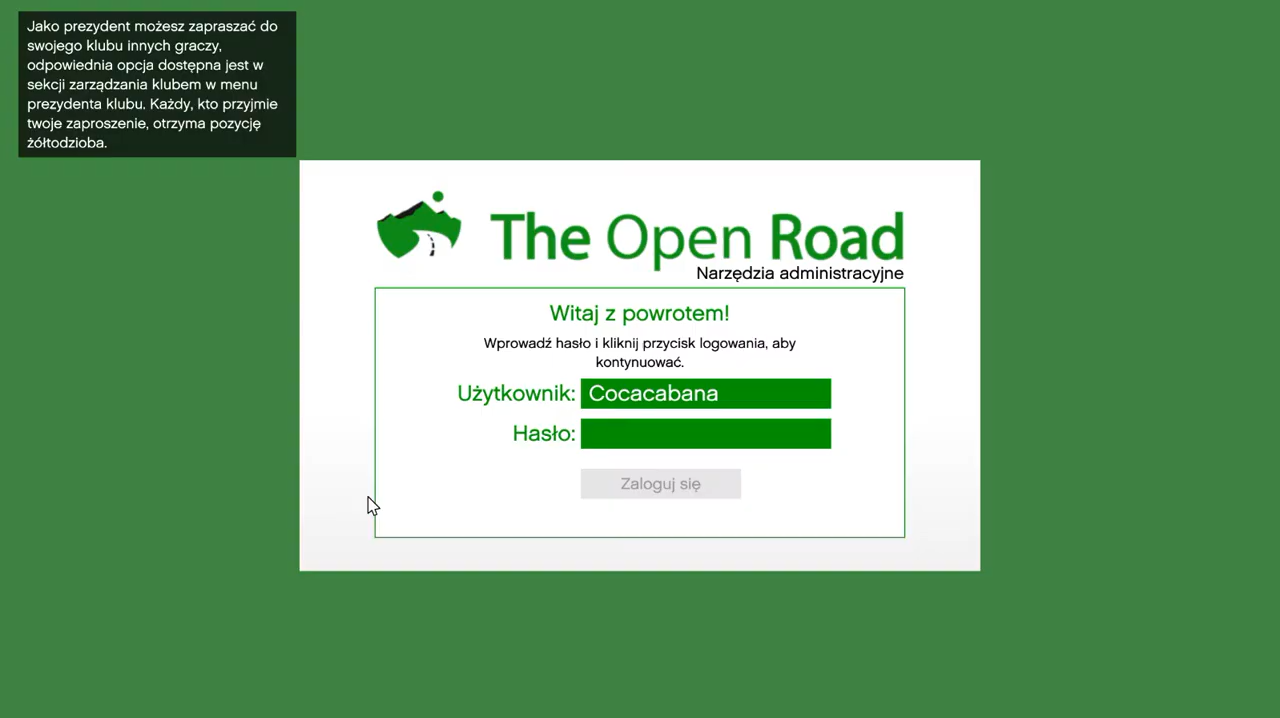 Jako prezydent możesz zapraszać do
swojego klubu innych graczy,
odpowiednia opcja dostępna jest w
sekcji zarządzania klubem w menu
prezydenta klubu. Każdy, kto przyjmie
twoje zaproszenie, otrzyma pozycję
żółtodzioba.
The Open Road
Narzędzia administracyjne
Witaj z powrotem!
Wprowadź hasło i kliknij przycisk logowania, aby
kontynuować.
Użytkownik: Cocacabana
Hasło:
Zaloguj się